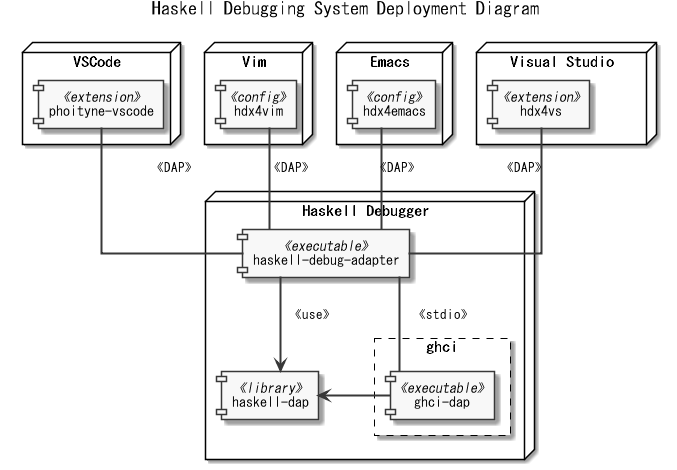 Haskell Debugging System Deployment Diagram
VSCode
《extension》
phoityne-vscode
Vim
《config》
hdx4vim
Emacs
《config》
hdx4emacs
Visual Studio
《extension》
hdx4vs
《DAP》
《DAP》
《DAP》
《DAP》
Haskell Debugger
《executable》
haskell-debug-adapter
《use》
《stdio》
ghci
《library》
haskell-dap
《executable》
ghci-dap